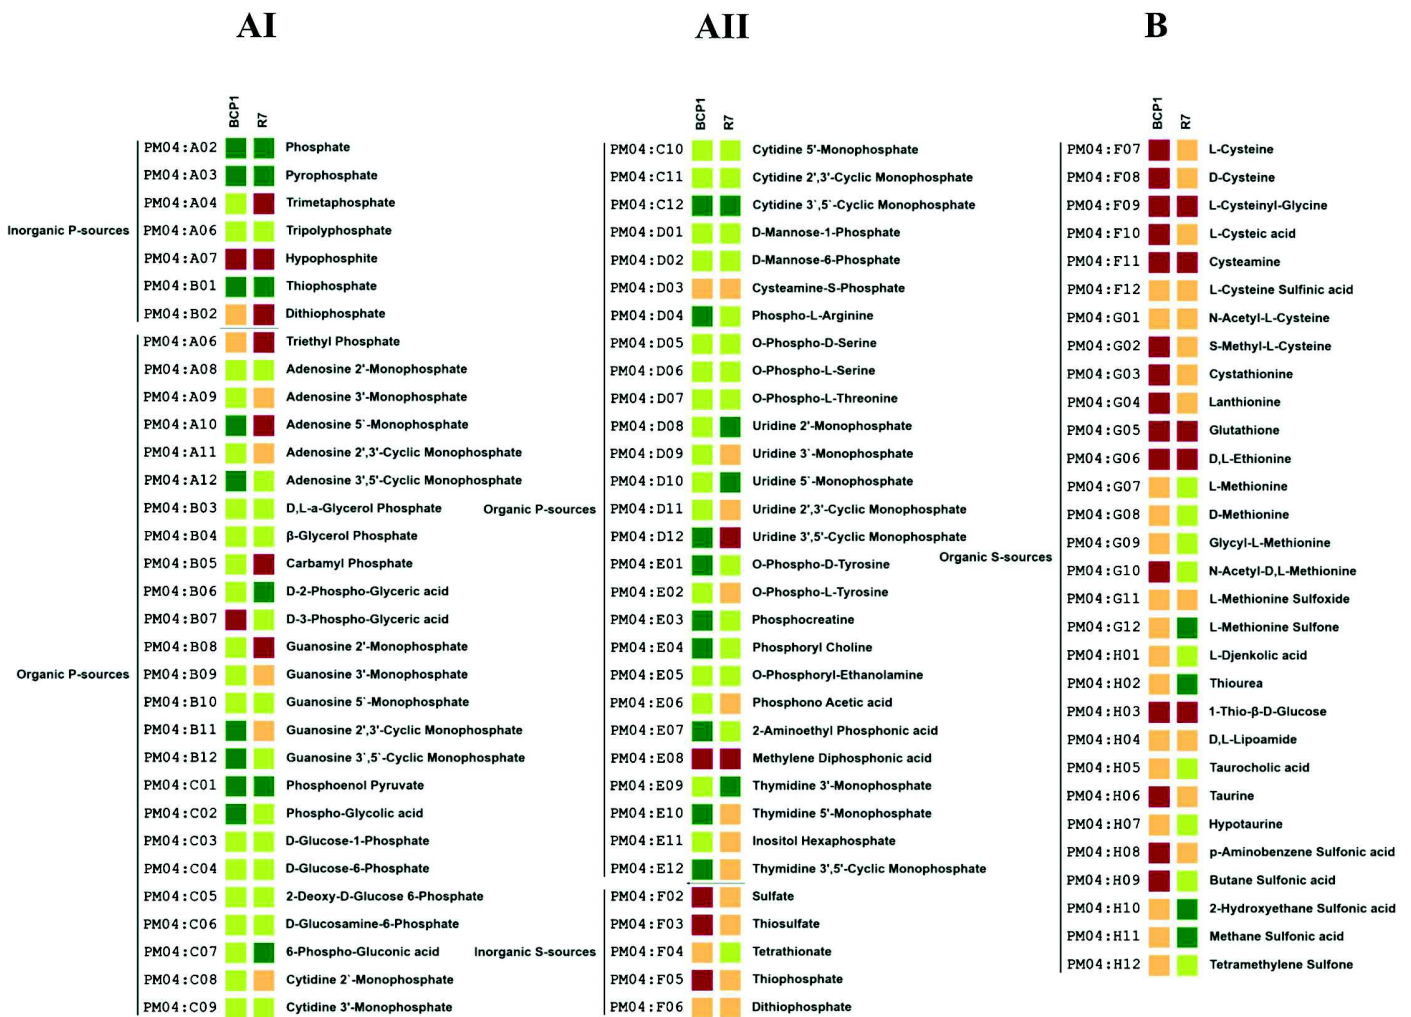 AI
AII
B
BCP1 R7
BCP1 R7
BCP1 R7
Inorganic P-sources
PM04:A02 Phosphate
PM04:A03 Pyrophosphate
PM04:A04 Trimetaphosphate
PM04:A06 Tripolyphosphate
PM04:A07 Hypophosphite
PM04:B01 Thiophosphate
PM04:B02 Dithiophosphate
Organic P-sources
PM04:A06 Triethyl Phosphate
PM04:A08 Adenosine 2'-Monophosphate
PM04:A09 Adenosine 3'-Monophosphate
PM04:A10 Adenosine 5`-Monophosphate
PM04:A11 Adenosine 2',3'-Cyclic Monophosphate
PM04:A12 Adenosine 3',5'-Cyclic Monophosphate
PM04:B03 D,L-a-Glycerol Phosphate
PM04:B04 β-Glycerol Phosphate
PM04:B05 Carbamyl Phosphate
PM04:B06 D-2-Phospho-Glyceric acid
PM04:B07 D-3-Phospho-Glyceric acid
PM04:B08 Guanosine 2'-Monophosphate
PM04:B09 Guanosine 3'-Monophosphate
PM04:B10 Guanosine 5`-Monophosphate
PM04:B11 Guanosine 2',3'-Cyclic Monophosphate
PM04:B12 Guanosine 3`,5`-Cyclic Monophosphate
PM04:C01 Phosphoenol Pyruvate
PM04:C02 Phospho-Glycolic acid
PM04:C03 D-Glucose-1-Phosphate
PM04:C04 D-Glucose-6-Phosphate
PM04:C05 2-Deoxy-D-Glucose 6-Phosphate
PM04:C06 D-Glucosamine-6-Phosphate
PM04:C07 6-Phospho-Gluconic acid
PM04:C08 Cytidine 2`-Monophosphate
PM04:C09 Cytidine 3'-Monophosphate
Organic P-sources
PM04:C10 Cytidine 5'-Monophosphate
PM04:C11 Cytidine 2',3'-Cyclic Monophosphate
PM04:C12 Cytidine 3`,5`-Cyclic Monophosphate
PM04:D01 D-Mannose-1-Phosphate
PM04:D02 D-Mannose-6-Phosphate
PM04:D03 Cysteamine-S-Phosphate
PM04:D04 Phospho-L-Arginine
PM04:D05 O-Phospho-D-Serine
PM04:D06 O-Phospho-L-Serine
PM04:D07 O-Phospho-L-Threonine
PM04:D08 Uridine 2'-Monophosphate
PM04:D09 Uridine 3`-Monophosphate
PM04:D10 Uridine 5`-Monophosphate
PM04:D11 Uridine 2',3'-Cyclic Monophosphate
PM04:D12 Uridine 3',5'-Cyclic Monophosphate
PM04:E01 O-Phospho-D-Tyrosine
PM04:E02 O-Phospho-L-Tyrosine
PM04:E03 Phosphocreatine
PM04:E04 Phosphoryl Choline
PM04:E05 O-Phosphoryl-Ethanolamine
PM04:E06 Phosphono Acetic acid
PM04:E07 2-Aminoethyl Phosphonic acid
PM04:E08 Methylene Diphosphonic acid
PM04:E09 Thymidine 3'-Monophosphate
PM04:E10 Thymidine 5'-Monophosphate
PM04:E11 Inositol Hexaphosphate
PM04:E12 Thymidine 3',5'-Cyclic Monophosphate
Inorganic S-sources
PM04:F02 Sulfate
PM04:F03 Thiosulfate
PM04:F04 Tetrathionate
PM04:F05 Thiophosphate
PM04:F06 Dithiophosphate
Organic S-sources
PM04:F07 L-Cysteine
PM04:F08 D-Cysteine
PM04:F09 L-Cysteinyl-Glycine
PM04:F10 L-Cysteic acid
PM04:F11 Cysteamine
PM04:F12 L-Cysteine Sulfinic acid
PM04:G01 N-Acetyl-L-Cysteine
PM04:G02 S-Methyl-L-Cysteine
PM04:G03 Cystathionine
PM04:G04 Lanthionine
PM04:G05 Glutathione
PM04:G06 D,L-Ethionine
PM04:G07 L-Methionine
PM04:G08 D-Methionine
PM04:G09 Glycyl-L-Methionine
PM04:G10 N-Acetyl-D,L-Methionine
PM04:G11 L-Methionine Sulfoxide
PM04:G12 L-Methionine Sulfone
PM04:H01 L-Djenkolic acid
PM04:H02 Thiourea
PM04:H03 1-Thio-β-D-Glucose
PM04:H04 D,L-Lipoamide
PM04:H05 Taurocholic acid
PM04:H06 Taurine
PM04:H07 Hypotaurine
PM04:H08 p-Aminobenzene Sulfonic acid
PM04:H09 Butane Sulfonic acid
PM04:H10 2-Hydroxyethane Sulfonic acid
PM04:H11 Methane Sulfonic acid
PM04:H12 Tetramethylene Sulfone